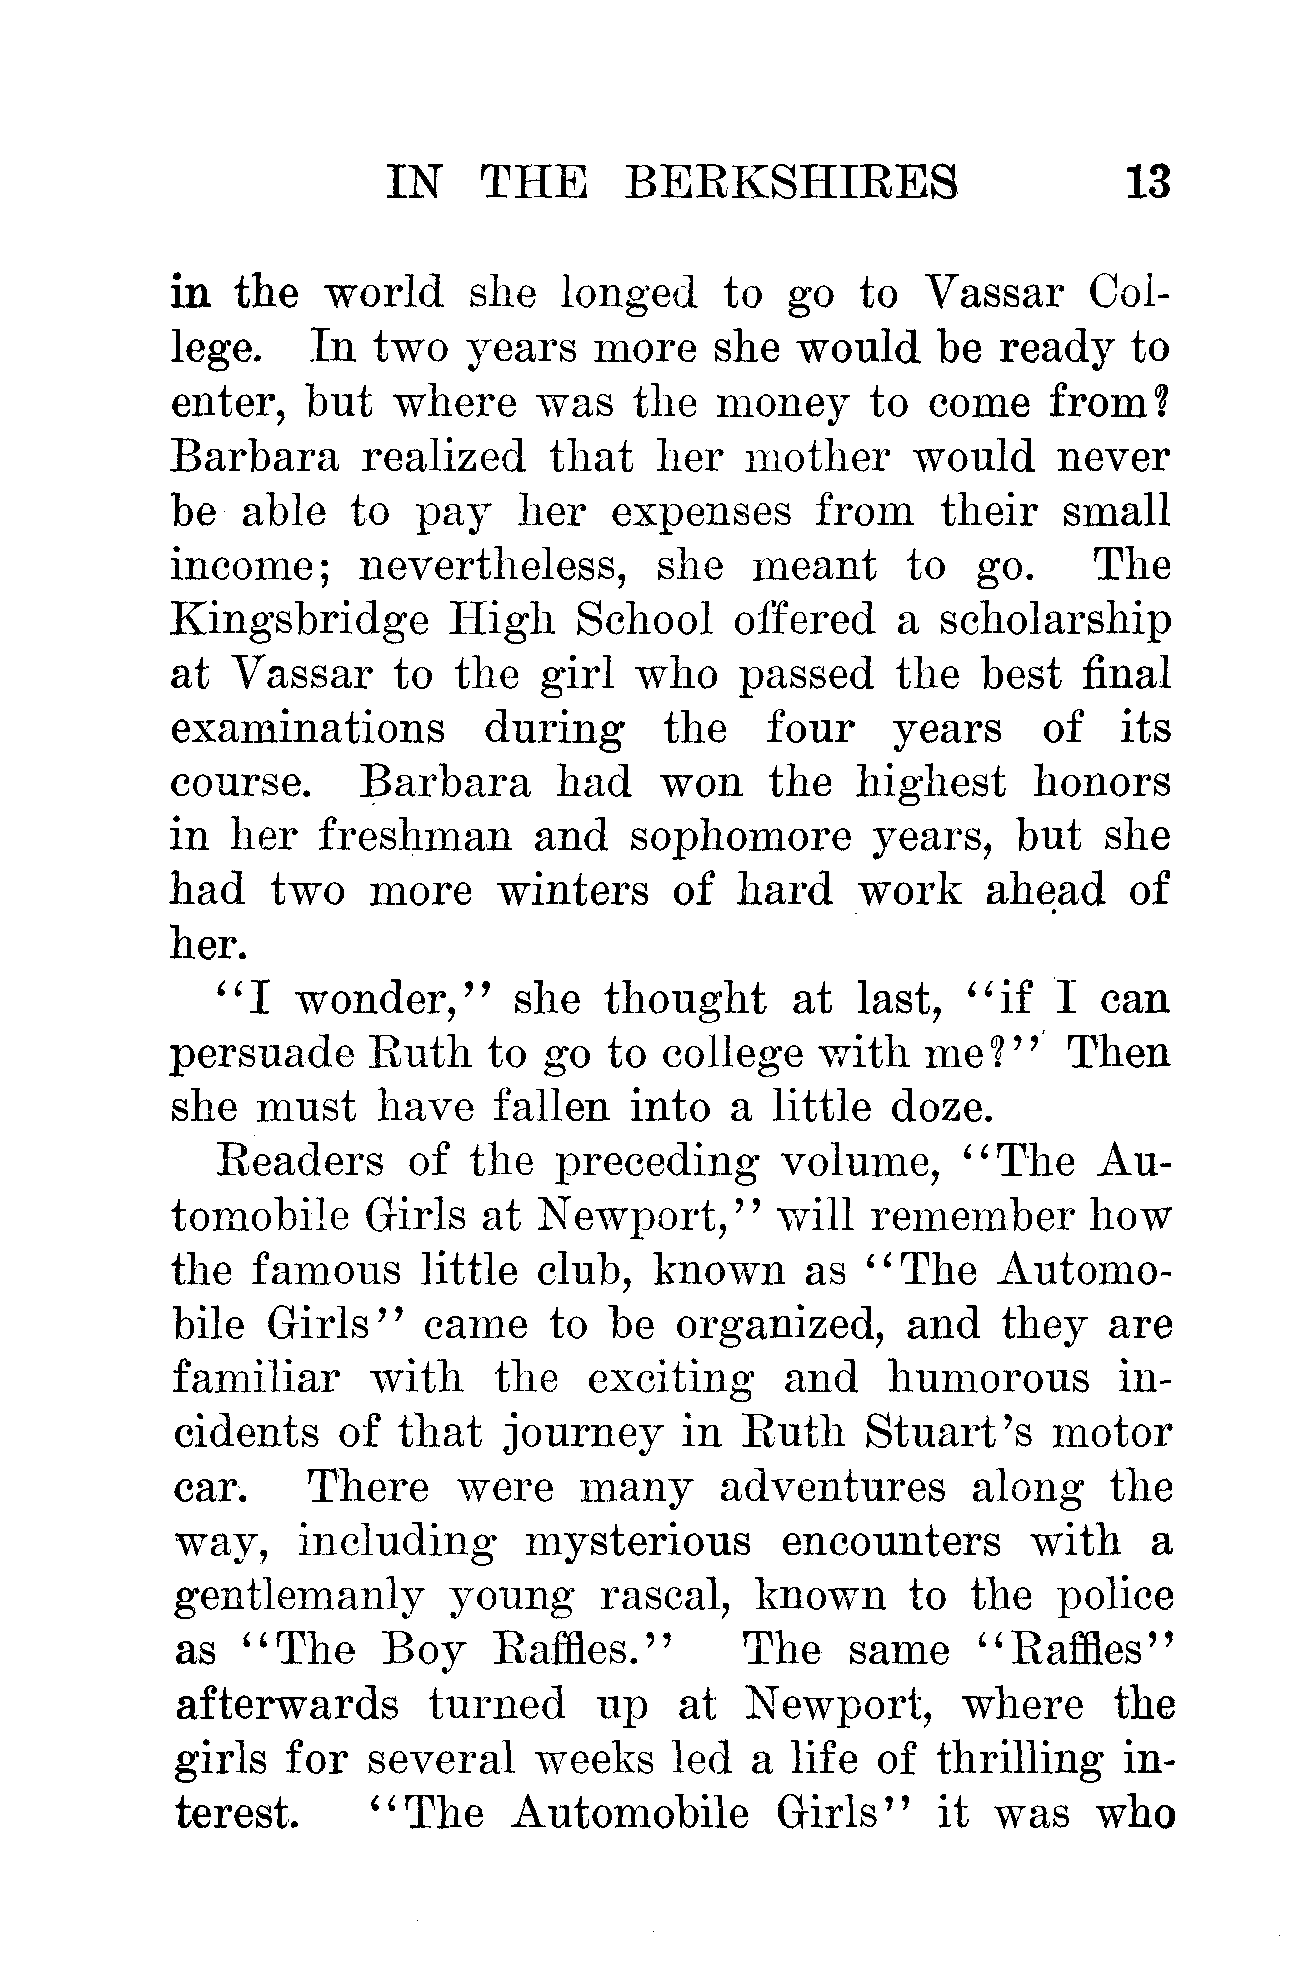 IN THE BERKSHIRES 13
in the world she longed to go to Vassar Col-
lege. In two years more she would be ready to
enter, but where was the money to come from?
Barbara realized that her mother would never
be able to pay her expenses from their small
income; nevertheless, she meant to go. The
Kingsbridge High School offered a scholarship
at Vassar to the girl who passed the best final
examinations during the four years of its
course. Barbara had won the highest honors
in her freshman and sophomore years, but she
had two more winters of hard work ahead of
her.
"I wonder," she thought at last, "if I can
persuade Ruth to go to college with me?" Then
she must have fallen into a little doze.
Readers of the preceding volume, "The Au-
tomobile Girls at Newport," will remember how
the famous little club, known as "The Automo-
bile Girls" came to be organized, and they are
familiar with the exciting and humorous in-
cidents of that journey in Ruth Stuart's motor
car. There were many adventures along the
way, including mysterious encounters with a
gentlemanly young rascal, known to the police
as "The Boy Raffles." The same "Raffles"
afterwards turned up at Newport, where the
girls for several weeks led a life of thrilling in-
terest. "The Automobile Girls" it was who